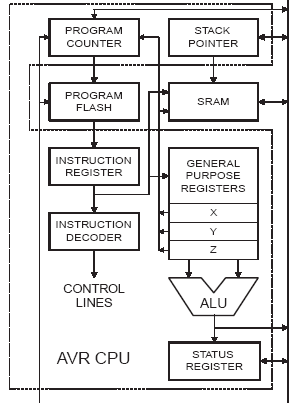 PROGRAM
COUNTER
STACK
POINTER
PROGRAM
FLASH
SRAM
INSTRUCTION
REGISTER
GENERAL
PURPOSE
REGISTERS
X
Y
Z
INSTRUCTION
DECODER
CONTROL
LINES
ALU
AVR CPU
STATUS
REGISTER